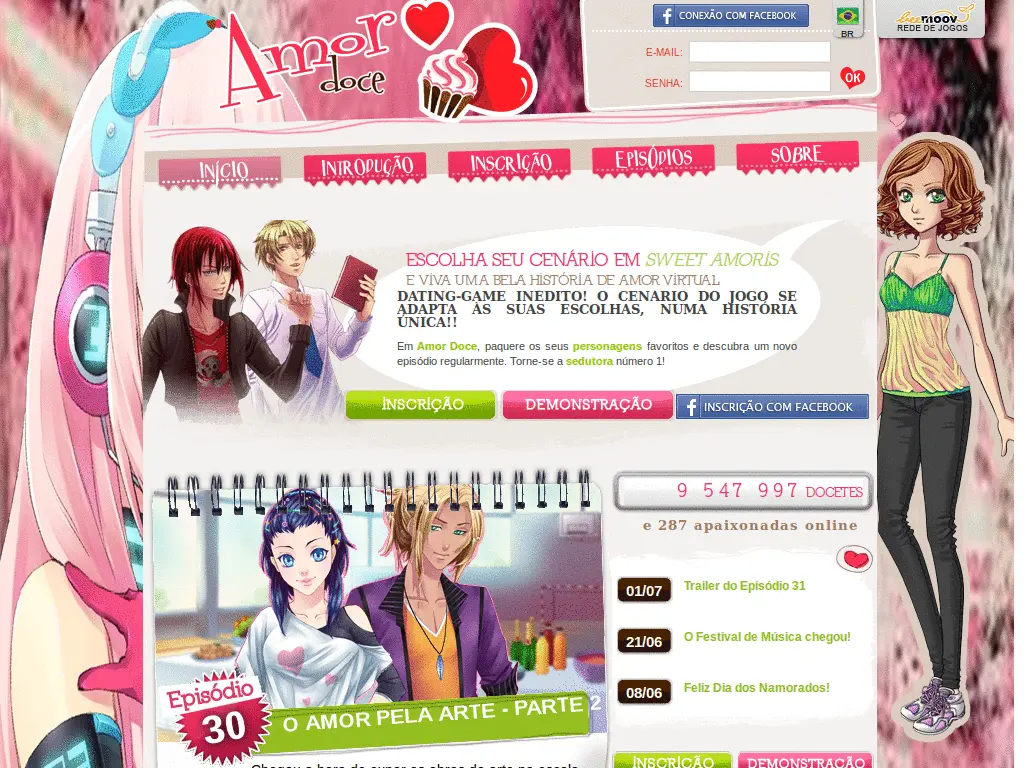 Amor
doce
CONEXÃO COM FACEBOOK
BR
beemoov
REDE DE JOGOS
E-MAIL:
SENHA:
OK
INÍCIO
INTRODUÇÃO
INSCRIÇÃO
EPISÓDIOS
SOBRE
ESCOLHA SEU CENÁRIO EM SWEET AMORIS
E VIVA UMA BELA HISTÓRIA DE AMOR VIRTUAL
DATING-GAME INEDITO! O CENARIO DO JOGO SE
ADAPTA ÀS SUAS ESCOLHAS, NUMA HISTÓRIA
ÚNICA!!
Em Amor Doce, paquere os seus personagens favoritos e descubra um novo
episódio regularmente. Torne-se a sedutora número 1!
INSCRIÇÃO
DEMONSTRAÇÃO
INSCRIÇÃO COM FACEBOOK
9 547 997 DOCETES
e 287 apaixonadas online
01/07 Trailer do Episódio 31
21/06 O Festival de Música chegou!
08/06 Feliz Dia dos Namorados!
Episódio
30
O AMOR PELA ARTE - PARTE 2
INSCRIÇÃO
DEMONSTRAÇÃO